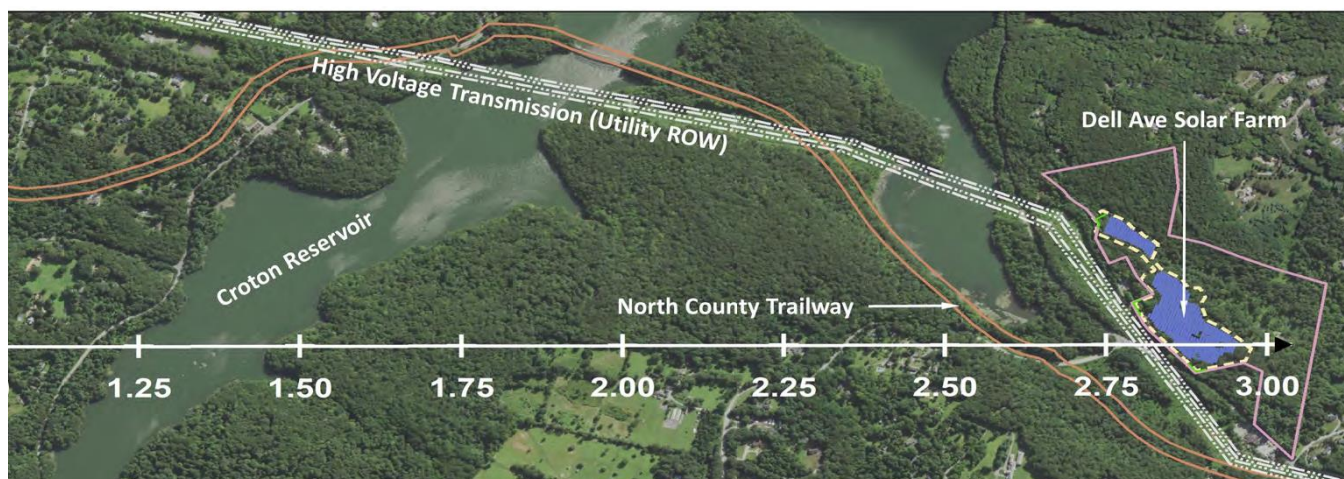 High Voltage Transmission (Utility ROW)
Dell Ave Solar Farm
Croton Reservoir
North County Trailway
1.25 1.50 1.75 2.00 2.25 2.50 2.75 3.00